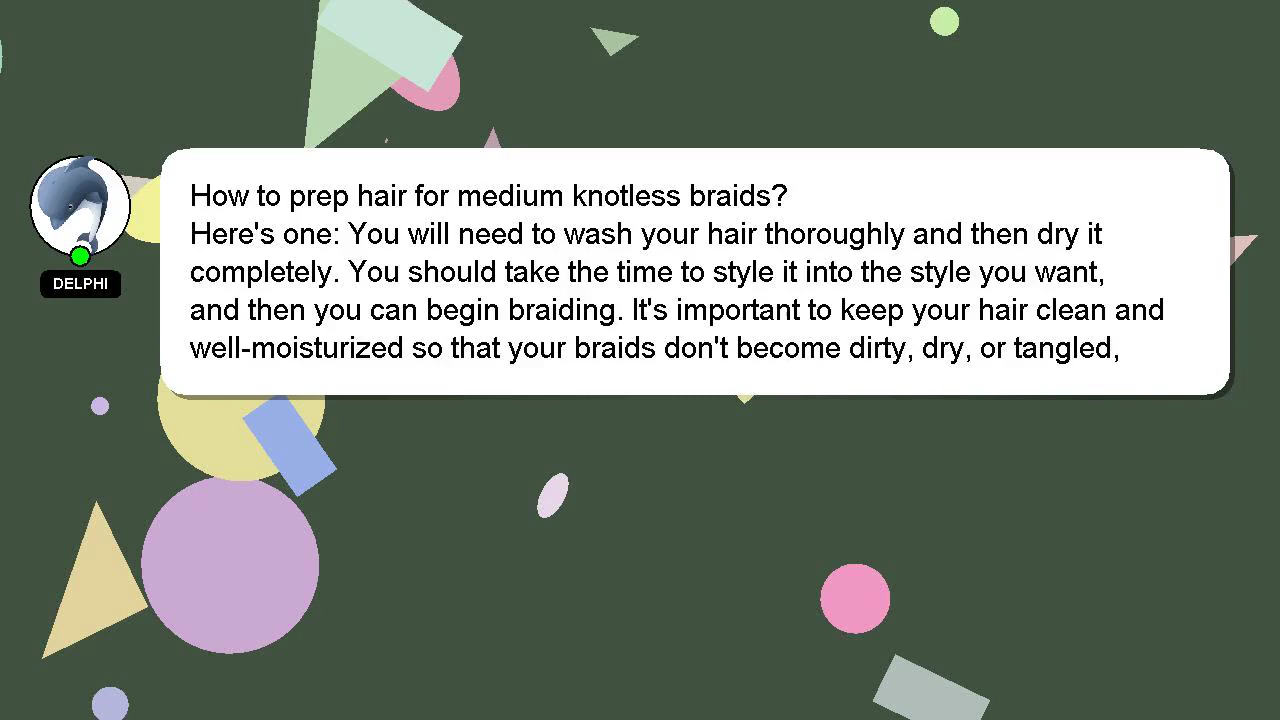 How to prep hair for medium knotless braids?
Here's one: You will need to wash your hair thoroughly and then dry it
completely. You should take the time to style it into the style you want,
and then you can begin braiding. It's important to keep your hair clean and
well-moisturized so that your braids don't become dirty, dry, or tangled,
DELPHI